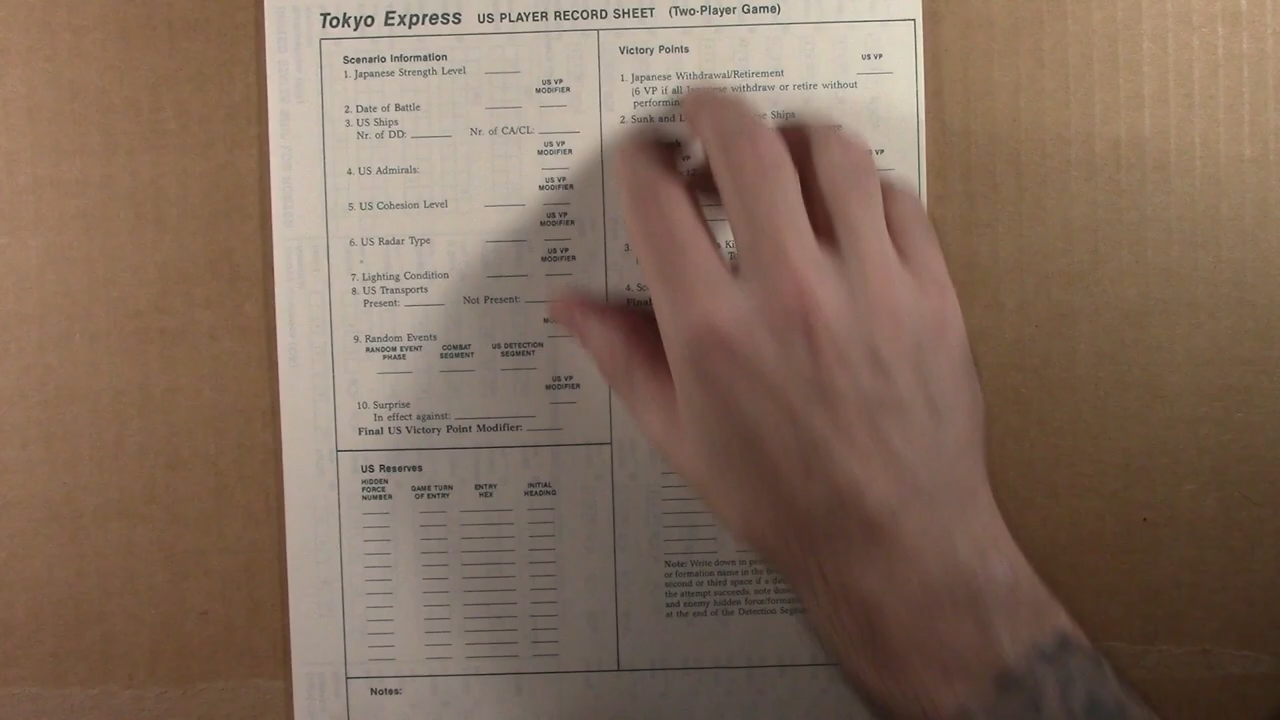 Tokyo Express US PLAYER RECORD SHEET (Two-Player Game)
Scenario Information
1. Japanese Strength Level
US VP
MODIFIER
2. Date of Battle
3. US Ships
Nr. of DD: Nr. of CA/CL:
US VP
MODIFIER
4. US Admirals:
US VP
MODIFIER
5. US Cohesion Level
US VP
MODIFIER
6. US Radar Type
US VP
MODIFIER
7. Lighting Condition
8. US Transports
Present: Not Present:
9. Random Events
RANDOM EVENT COMBAT US DETECTION
PHASE SEGMENT SEGMENT
US VP
MODIFIER
10. Surprise
In effect against:
Final US Victory Point Modifier:
US Reserves
HIDDEN
FORCE GAME TURN ENTRY INITIAL
NUMBER OF ENTRY HEX HEADING
Notes:
Victory Points
US VP
1. Japanese Withdrawal/Retirement
(6 VP if all withdraw or retire without
2. Sunk and Ships
VP
3.
4.
Final
Note: Write down in
or formation name in the
second or third space if a
the attempt succeeds, note
and enemy hidden
at the end of the Detection